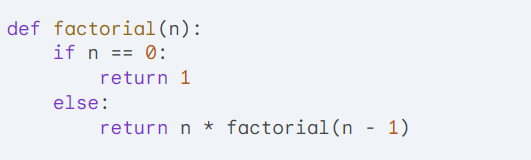 def factorial(n):
    if n == 0:
        return 1
    else:
        return n * factorial(n - 1)